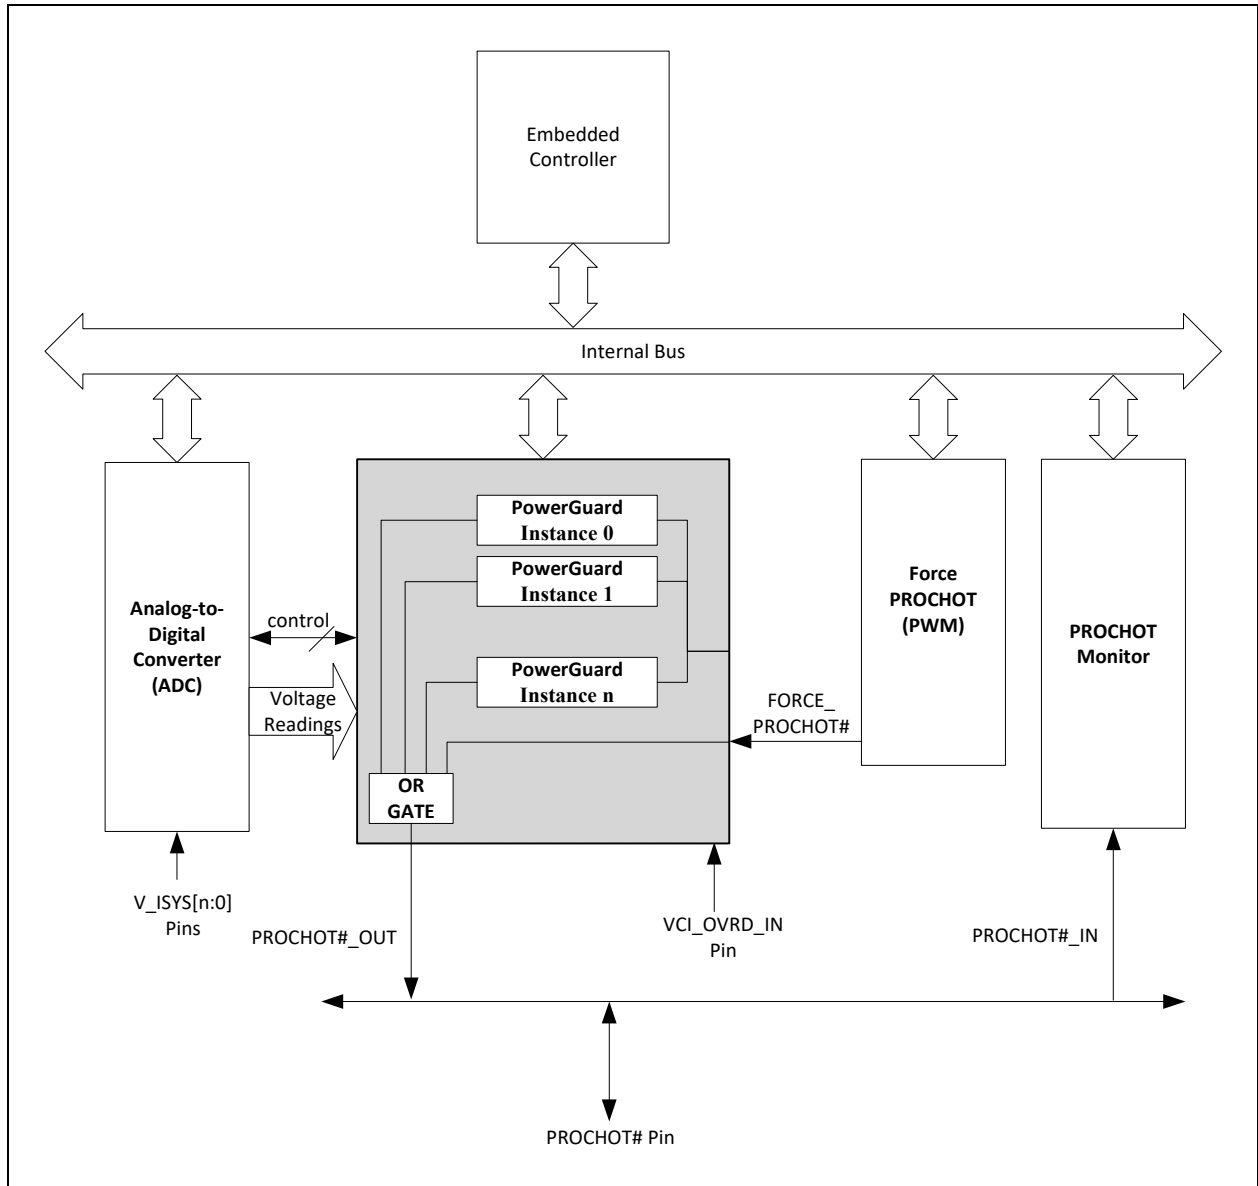 Embedded
Controller
Internal Bus
Analog-to-
Digital
Converter
(ADC)
control
Voltage
Readings
PowerGuard
Instance 0
PowerGuard
Instance 1
PowerGuard
Instance n
OR
GATE
FORCE_
PROCHOT#
Force
PROCHOT
(PWM)
PROCHOT
Monitor
V_ISYS[n:0]
Pins
PROCHOT#_OUT
VCI_OVRD_IN
Pin
PROCHOT#_IN
PROCHOT# Pin